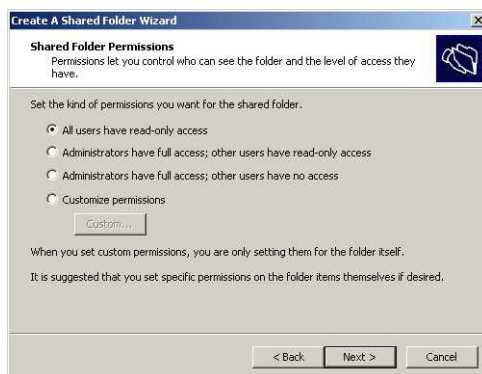 Create A Shared Folder Wizard
Shared Folder Permissions
Permissions let you control who can see the folder and the level of access they
have.
Set the kind of permissions you want for the shared folder.
All users have read-only access
Administrators have full access; other users have read-only access
Administrators have full access; other users have no access
Customize permissions
Custom...
When you set custom permissions, you are only setting them for the folder itself.
It is suggested that you set specific permissions on the folder items themselves if desired.
< Back Next > Cancel